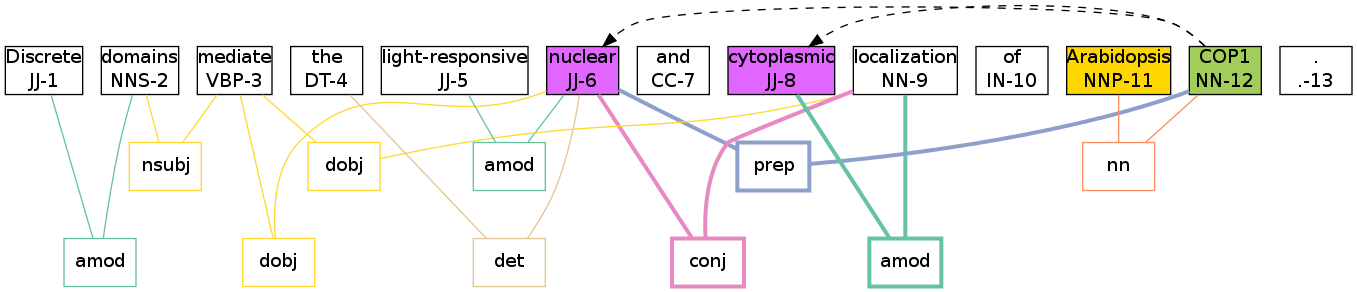 Discrete domains mediate the light-responsive nuclear and cytoplasmic localization of Arabidopsis COP1 .
JJ-1 NNS-2 VBP-3 DT-4 JJ-5 JJ-6 CC-7 JJ-8 NN-9 IN-10 NNP-11 NN-12 .-13
nsubj dobj amod prep nn
amod dobj det conj amod